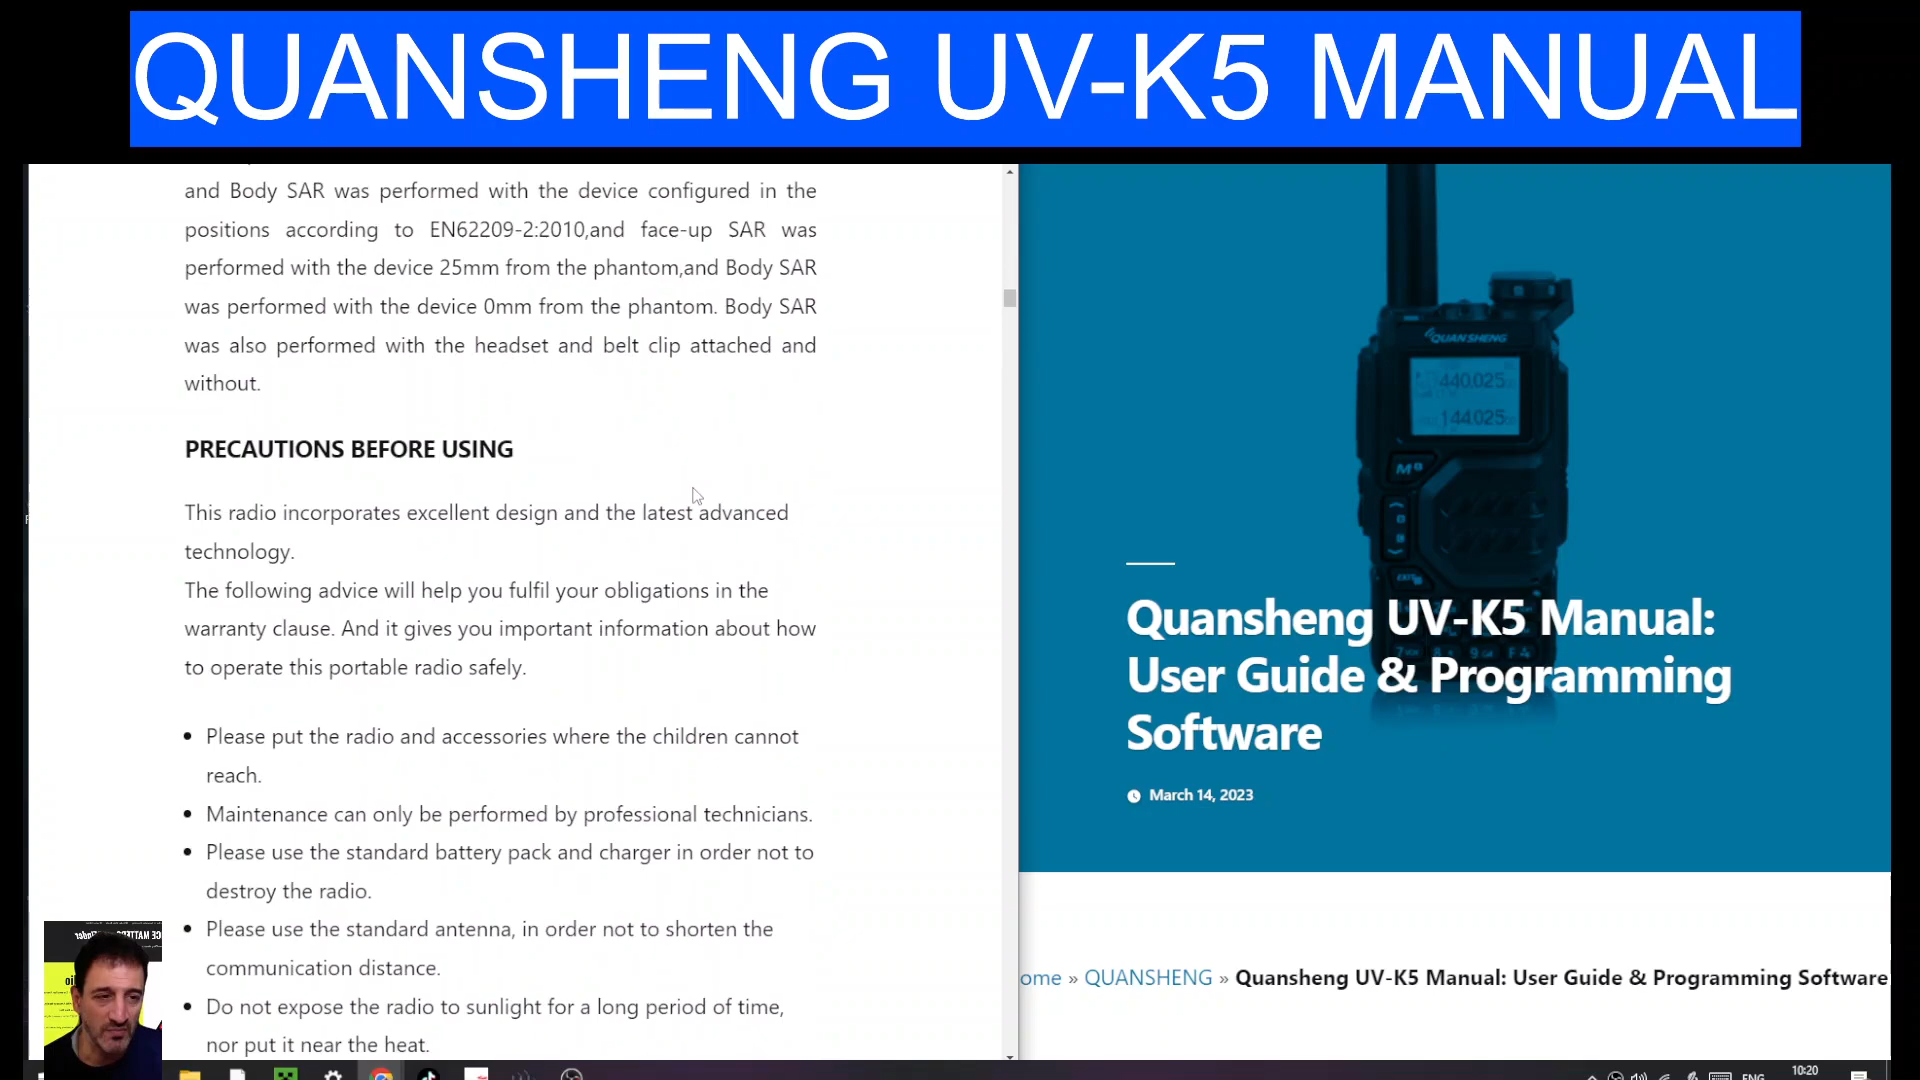 QUANSHENG UV-K5 MANUAL
and Body SAR was performed with the device configured in the
positions according to EN62209-2:2010,and face-up SAR was
performed with the device 25mm from the phantom,and Body SAR
was performed with the device 0mm from the phantom. Body SAR
was also performed with the headset and belt clip attached and
without.
PRECAUTIONS BEFORE USING
This radio incorporates excellent design and the latest advanced
technology.
The following advice will help you fulfil your obligations in the
warranty clause. And it gives you important information about how
to operate this portable radio safely.
Please put the radio and accessories where the children cannot
reach.
Maintenance can only be performed by professional technicians.
Please use the standard battery pack and charger in order not to
destroy the radio.
Please use the standard antenna, in order not to shorten the
communication distance.
Do not expose the radio to sunlight for a long period of time,
nor put it near the heat.
QUANSHENG
440.025
144.025
M
EXIT
Quansheng UV-K5 Manual:
User Guide & Programming
Software
March 14, 2023
ome » QUANSHENG » Quansheng UV-K5 Manual: User Guide & Programming Software
ENG
10:20